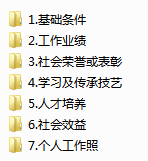 1.基础条件
2.工作业绩
3.社会荣誉或表彰
4.学习及传承技艺
5.人才培养
6.社会效益
7.个人工作照